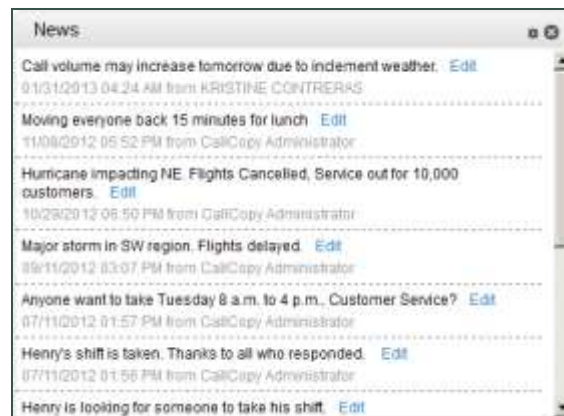 News
Call volume may increase tomorrow due to inclement weather. Edit
01/31/2013 04:24 AM from KRISTINE CONTRERAS
Moving everyone back 15 minutes for lunch Edit
11/08/2012 05:52 PM from CallCopy Administrator
Hurricane impacting NE. Flights Cancelled, Service out for 10,000
customers. Edit
10/29/2012 06:50 PM from CallCopy Administrator
Major storm in SW region. Flights delayed. Edit
09/11/2012 03:07 PM from CallCopy Administrator
Anyone want to take Tuesday 8 a.m. to 4 p.m., Customer Service? Edit
07/11/2012 01:57 PM from CallCopy Administrator
Henry's shift is taken. Thanks to all who responded. Edit
07/11/2012 01:56 PM from CallCopy Administrator
Henry is looking for someone to take his shift. Edit